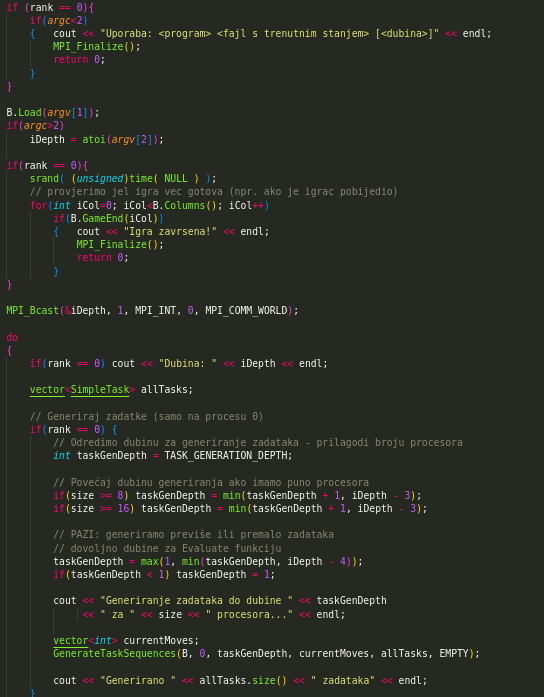 if (rank == 0){
    if(argc<2)
    {   cout << "Uporaba: <program> <fajl s trenutnim stanjem> [<dubina>]" << endl;
        MPI_Finalize();
        return 0;
    }
}

B.Load(argv[1]);
if(argc>2)
    iDepth = atoi(argv[2]);

if(rank == 0){
    srand( (unsigned)time( NULL ) );
    // provjerimo jel igra vec gotova (npr. ako je igrac pobijedio)
    for(int iCol=0; iCol<B.Columns(); iCol++)
        if(B.GameEnd(iCol))
        {   cout << "Igra zavrsena!" << endl;
            MPI_Finalize();
            return 0;
        }
}

MPI_Bcast(&iDepth, 1, MPI_INT, 0, MPI_COMM_WORLD);

do
{
    if(rank == 0) cout << "Dubina: " << iDepth << endl;

    vector<SimpleTask> allTasks;

    // Generiraj zadatke (samo na procesu 0)
    if(rank == 0) {
        // Odredimo dubinu za generiranje zadataka - prilagodi broju procesora
        int taskGenDepth = TASK_GENERATION_DEPTH;

        // Povećaj dubinu generiranja ako imamo puno procesora
        if(size >= 8) taskGenDepth = min(taskGenDepth + 1, iDepth - 3);
        if(size >= 16) taskGenDepth = min(taskGenDepth + 1, iDepth - 3);

        // PAZI: generiramo previše ili premalo zadataka
        // dovoljno dubine za Evaluate funkciju
        taskGenDepth = max(1, min(taskGenDepth, iDepth - 4));
        if(taskGenDepth < 1) taskGenDepth = 1;

        cout << "Generiranje zadataka do dubine " << taskGenDepth
             << " za " << size << " procesora..." << endl;

        vector<int> currentMoves;
        GenerateTaskSequences(B, 0, taskGenDepth, currentMoves, allTasks, EMPTY);

        cout << "Generirano " << allTasks.size() << " zadataka" << endl;
    }